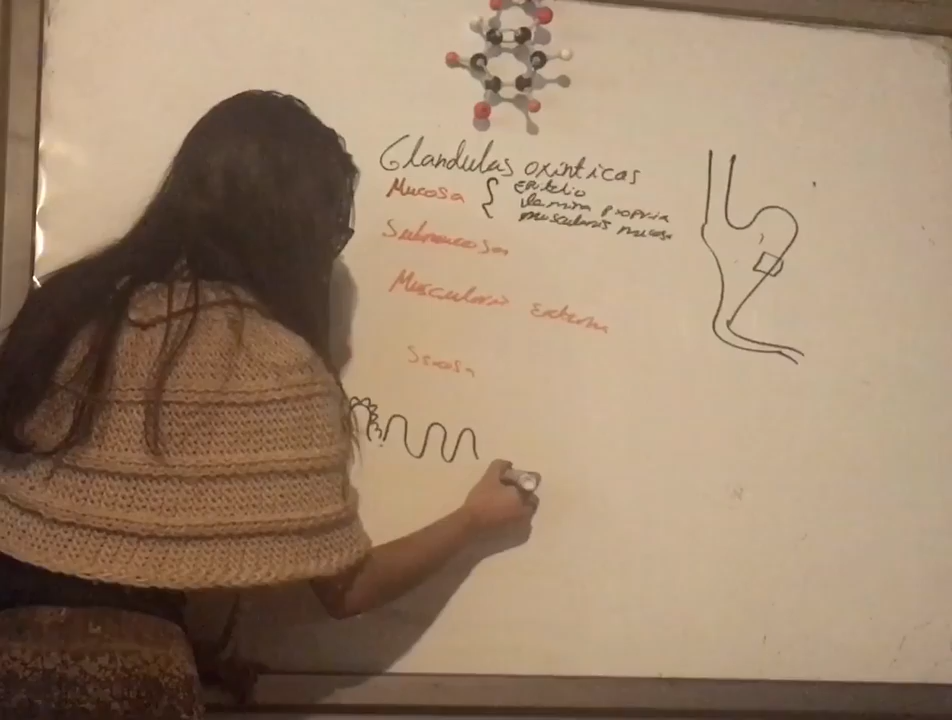 Glandulas oxinticas
Mucosa { Epitelio
lamina propria
muscularis mucosa
Submucosa
Muscularis Externa
Serosa